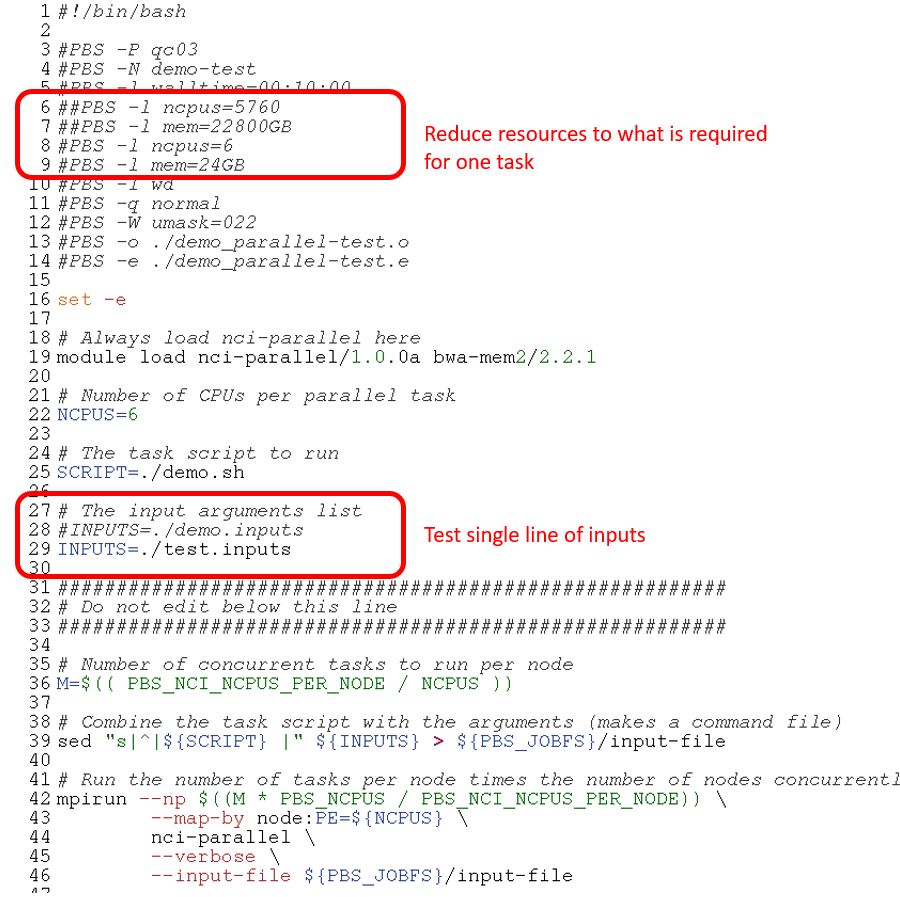 1 #!/bin/bash
2
3 #PBS -P qc03
4 #PBS -N demo-test
5 #PBS -l walltime=00:10:00
6 ##PBS -l ncpus=5760
7 ##PBS -l mem=22800GB
8 #PBS -l ncpus=6
9 #PBS -l mem=24GB
Reduce resources to what is required
for one task
10 #PBS -l wd
11 #PBS -q normal
12 #PBS -W umask=022
13 #PBS -o ./demo_parallel-test.o
14 #PBS -e ./demo_parallel-test.e
15
16 set -e
17
18 # Always load nci-parallel here
19 module load nci-parallel/1.0.0a bwa-mem2/2.2.1
20
21 # Number of CPUs per parallel task
22 NCPUS=6
23
24 # The task script to run
25 SCRIPT=./demo.sh
26
27 # The input arguments list
28 #INPUTS=./demo.inputs
29 INPUTS=./test.inputs
Test single line of inputs
30
31 #########################################################
32 # Do not edit below this line
33 #########################################################
34
35 # Number of concurrent tasks to run per node
36 M=$(( PBS_NCI_NCPUS_PER_NODE / NCPUS ))
37
38 # Combine the task script with the arguments (makes a command file)
39 sed "s|^|${SCRIPT} |" ${INPUTS} > ${PBS_JOBFS}/input-file
40
41 # Run the number of tasks per node times the number of nodes concurrentl
42 mpirun --np $((M * PBS_NCPUS / PBS_NCI_NCPUS_PER_NODE)) \
43 --map-by node:PE=${NCPUS} \
44 nci-parallel \
45 --verbose \
46 --input-file ${PBS_JOBFS}/input-file
47